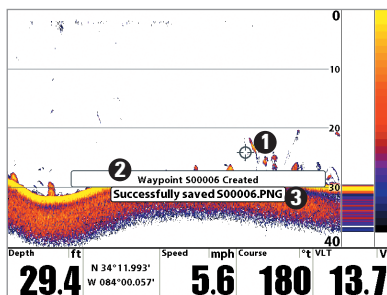 0
10
20
1
2
Waypoint S00006 Created
30
Successfully saved S00006.PNG
3
40
Depth ft
29.4
N 34°11.993'
W 084°00.057'
Speed mph
5.6
Course °t
180
VLT V
13.7